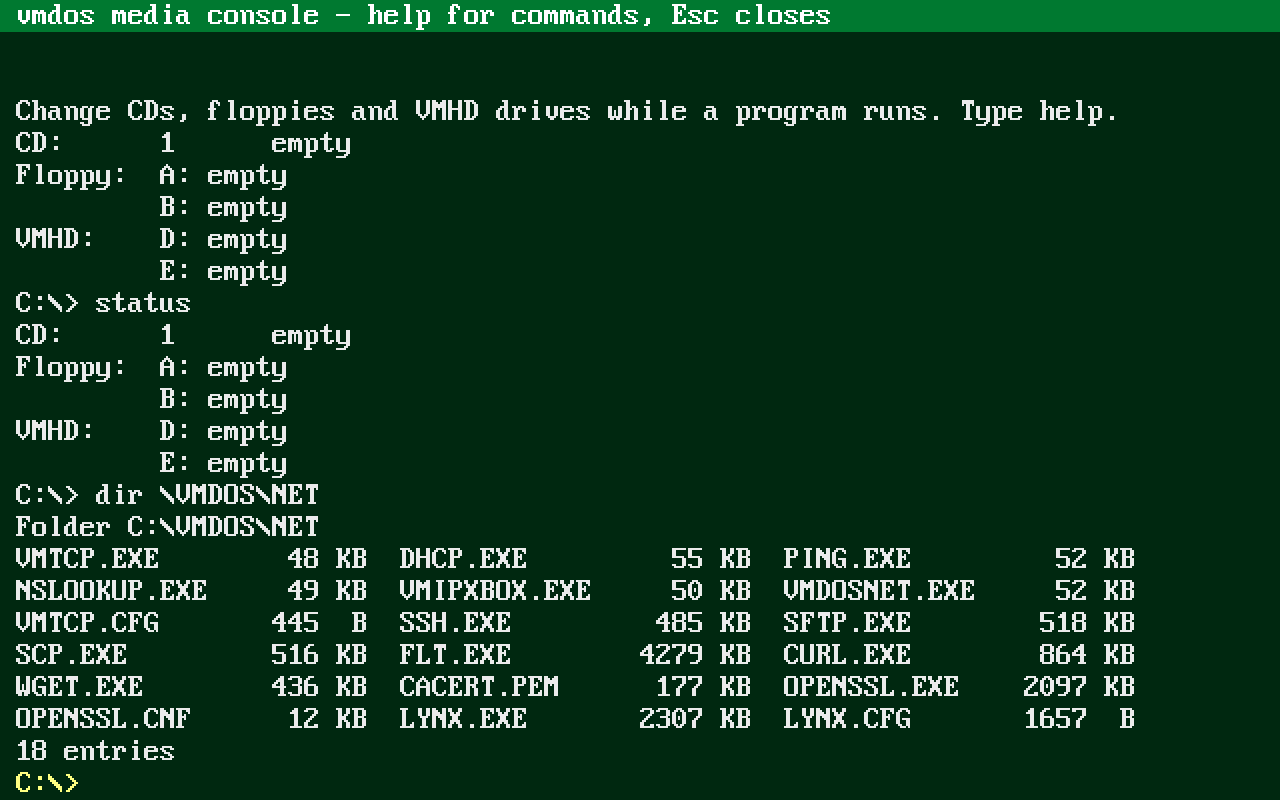 vmdos media console - help for commands, Esc closes
Change CDs, floppies and VMHD drives while a program runs. Type help.
CD:      1      empty
Floppy:  A: empty
         B: empty
VMHD:    D: empty
         E: empty
C:\> status
CD:      1      empty
Floppy:  A: empty
         B: empty
VMHD:    D: empty
         E: empty
C:\> dir \VMDOS\NET
Folder C:\VMDOS\NET
VMTCP.EXE        48 KB  DHCP.EXE         55 KB  PING.EXE         52 KB
NSLOOKUP.EXE     49 KB  VMIPXBOX.EXE     50 KB  VMDOSNET.EXE     52 KB
VMTCP.CFG       445  B  SSH.EXE         485 KB  SFTP.EXE        518 KB
SCP.EXE         516 KB  FLT.EXE        4279 KB  CURL.EXE        864 KB
WGET.EXE        436 KB  CACERT.PEM      177 KB  OPENSSL.EXE    2097 KB
OPENSSL.CNF      12 KB  LYNX.EXE       2307 KB  LYNX.CFG       1657  B
18 entries
C:\>